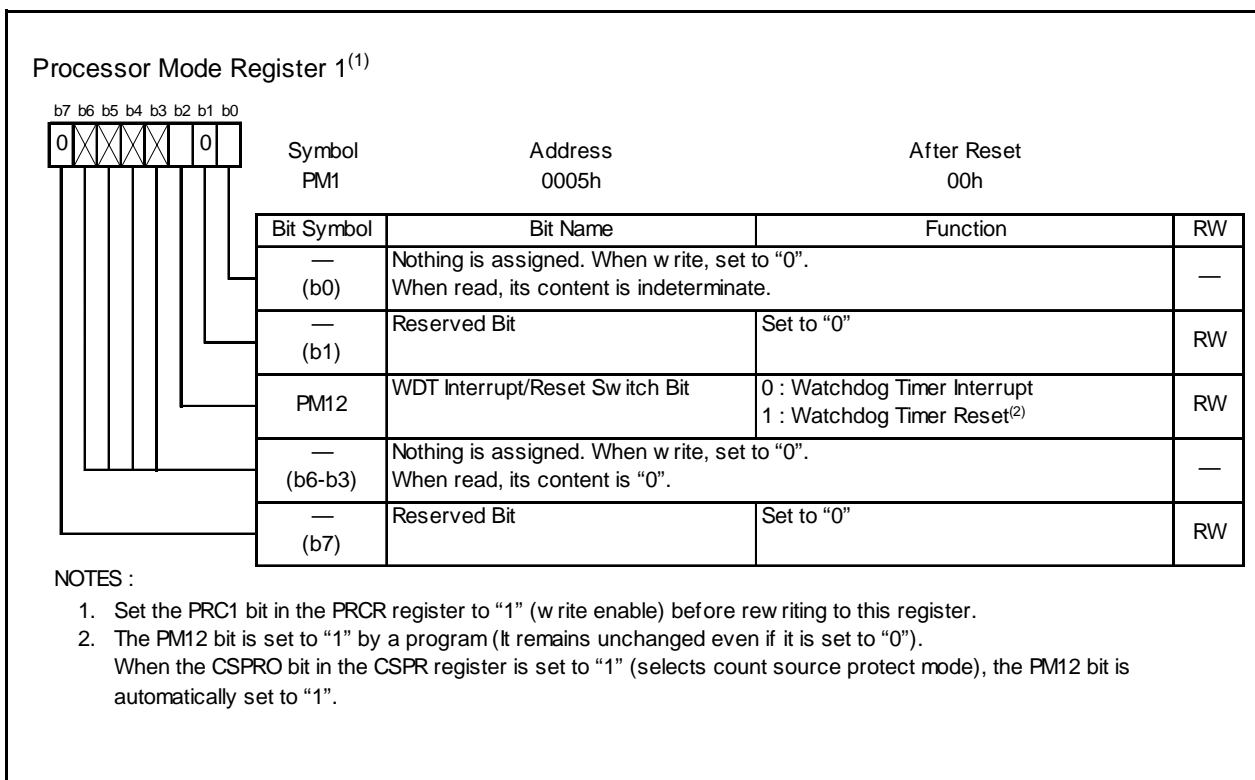 Processor Mode Register 1(1)
b7 b6 b5 b4 b3 b2 b1 b0
0 0
Symbol Address After Reset
PM1 0005h 00h
Bit Symbol Bit Name Function RW
— (b0) Nothing is assigned. When write, set to “0”.
When read, its content is indeterminate. —
— (b1) Reserved Bit Set to “0” RW
PM12 WDT Interrupt/Reset Switch Bit 0 : Watchdog Timer Interrupt
1 : Watchdog Timer Reset(2) RW
— (b6-b3) Nothing is assigned. When write, set to “0”.
When read, its content is “0”. —
— (b7) Reserved Bit Set to “0” RW
NOTES :
1. Set the PRC1 bit in the PRCR register to “1” (write enable) before rewriting to this register.
2. The PM12 bit is set to “1” by a program (It remains unchanged even if it is set to “0”).
When the CSPRO bit in the CSPR register is set to “1” (selects count source protect mode), the PM12 bit is
automatically set to “1”.